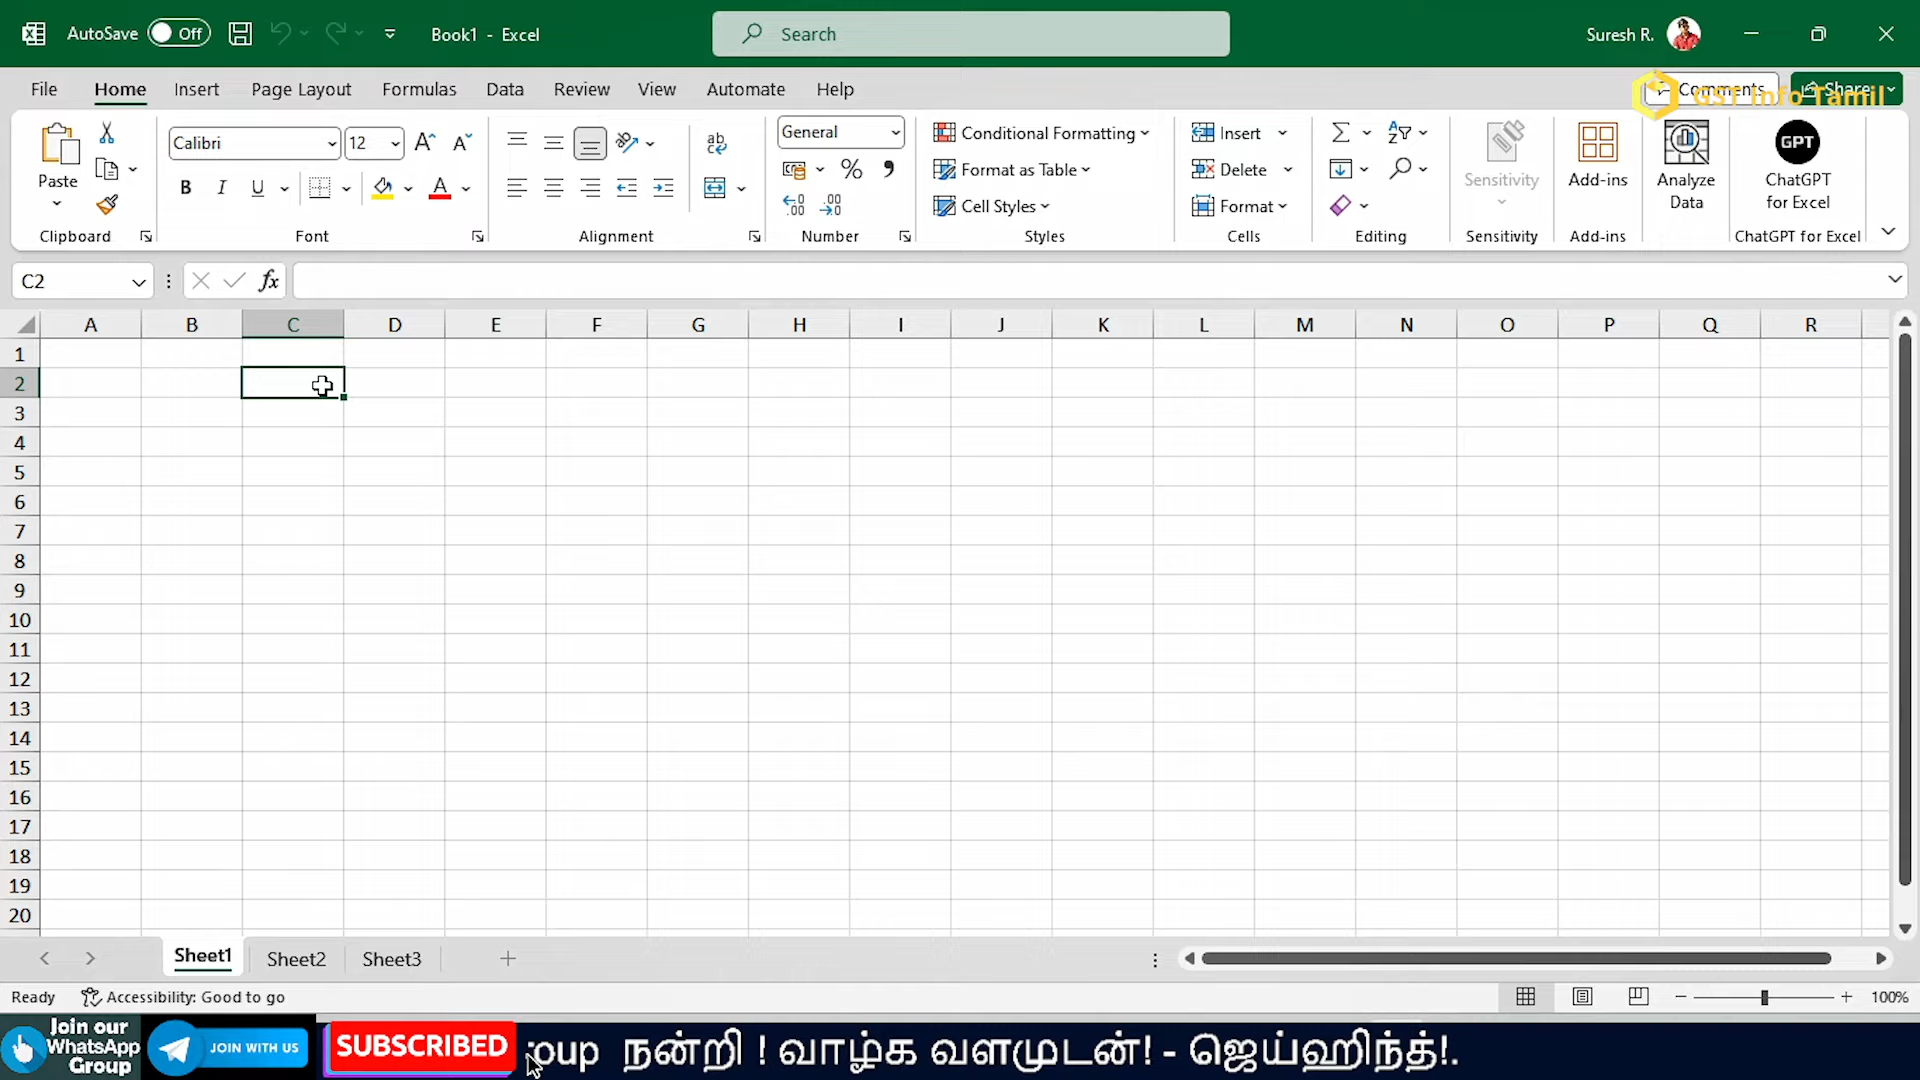 AutoSave Off Book1 - Excel Search Suresh R.
File Home Insert Page Layout Formulas Data Review View Automate Help Comments Share
GST Info Tamil
Paste
Clipboard
Calibri 12
B I U A
Font
ab
Alignment
General
% ,
.00 .00
Number
Conditional Formatting
Format as Table
Cell Styles
Styles
Insert
Delete
Format
Cells
Editing
Sensitivity
Sensitivity
Add-ins
Add-ins
Analyze
Data
GPT
ChatGPT
for Excel
ChatGPT for Excel
C2 fx
A B C D E F G H I J K L M N O P Q R
1
2
3
4
5
6
7
8
9
10
11
12
13
14
15
16
17
18
19
20
Sheet1 Sheet2 Sheet3
Ready Accessibility: Good to go 100%
Join our
WhatsApp
Group
JOIN WITH US
SUBSCRIBED
நன்றி ! வாழ்க வளமுடன்! - ஜெய்ஹிந்த்!.